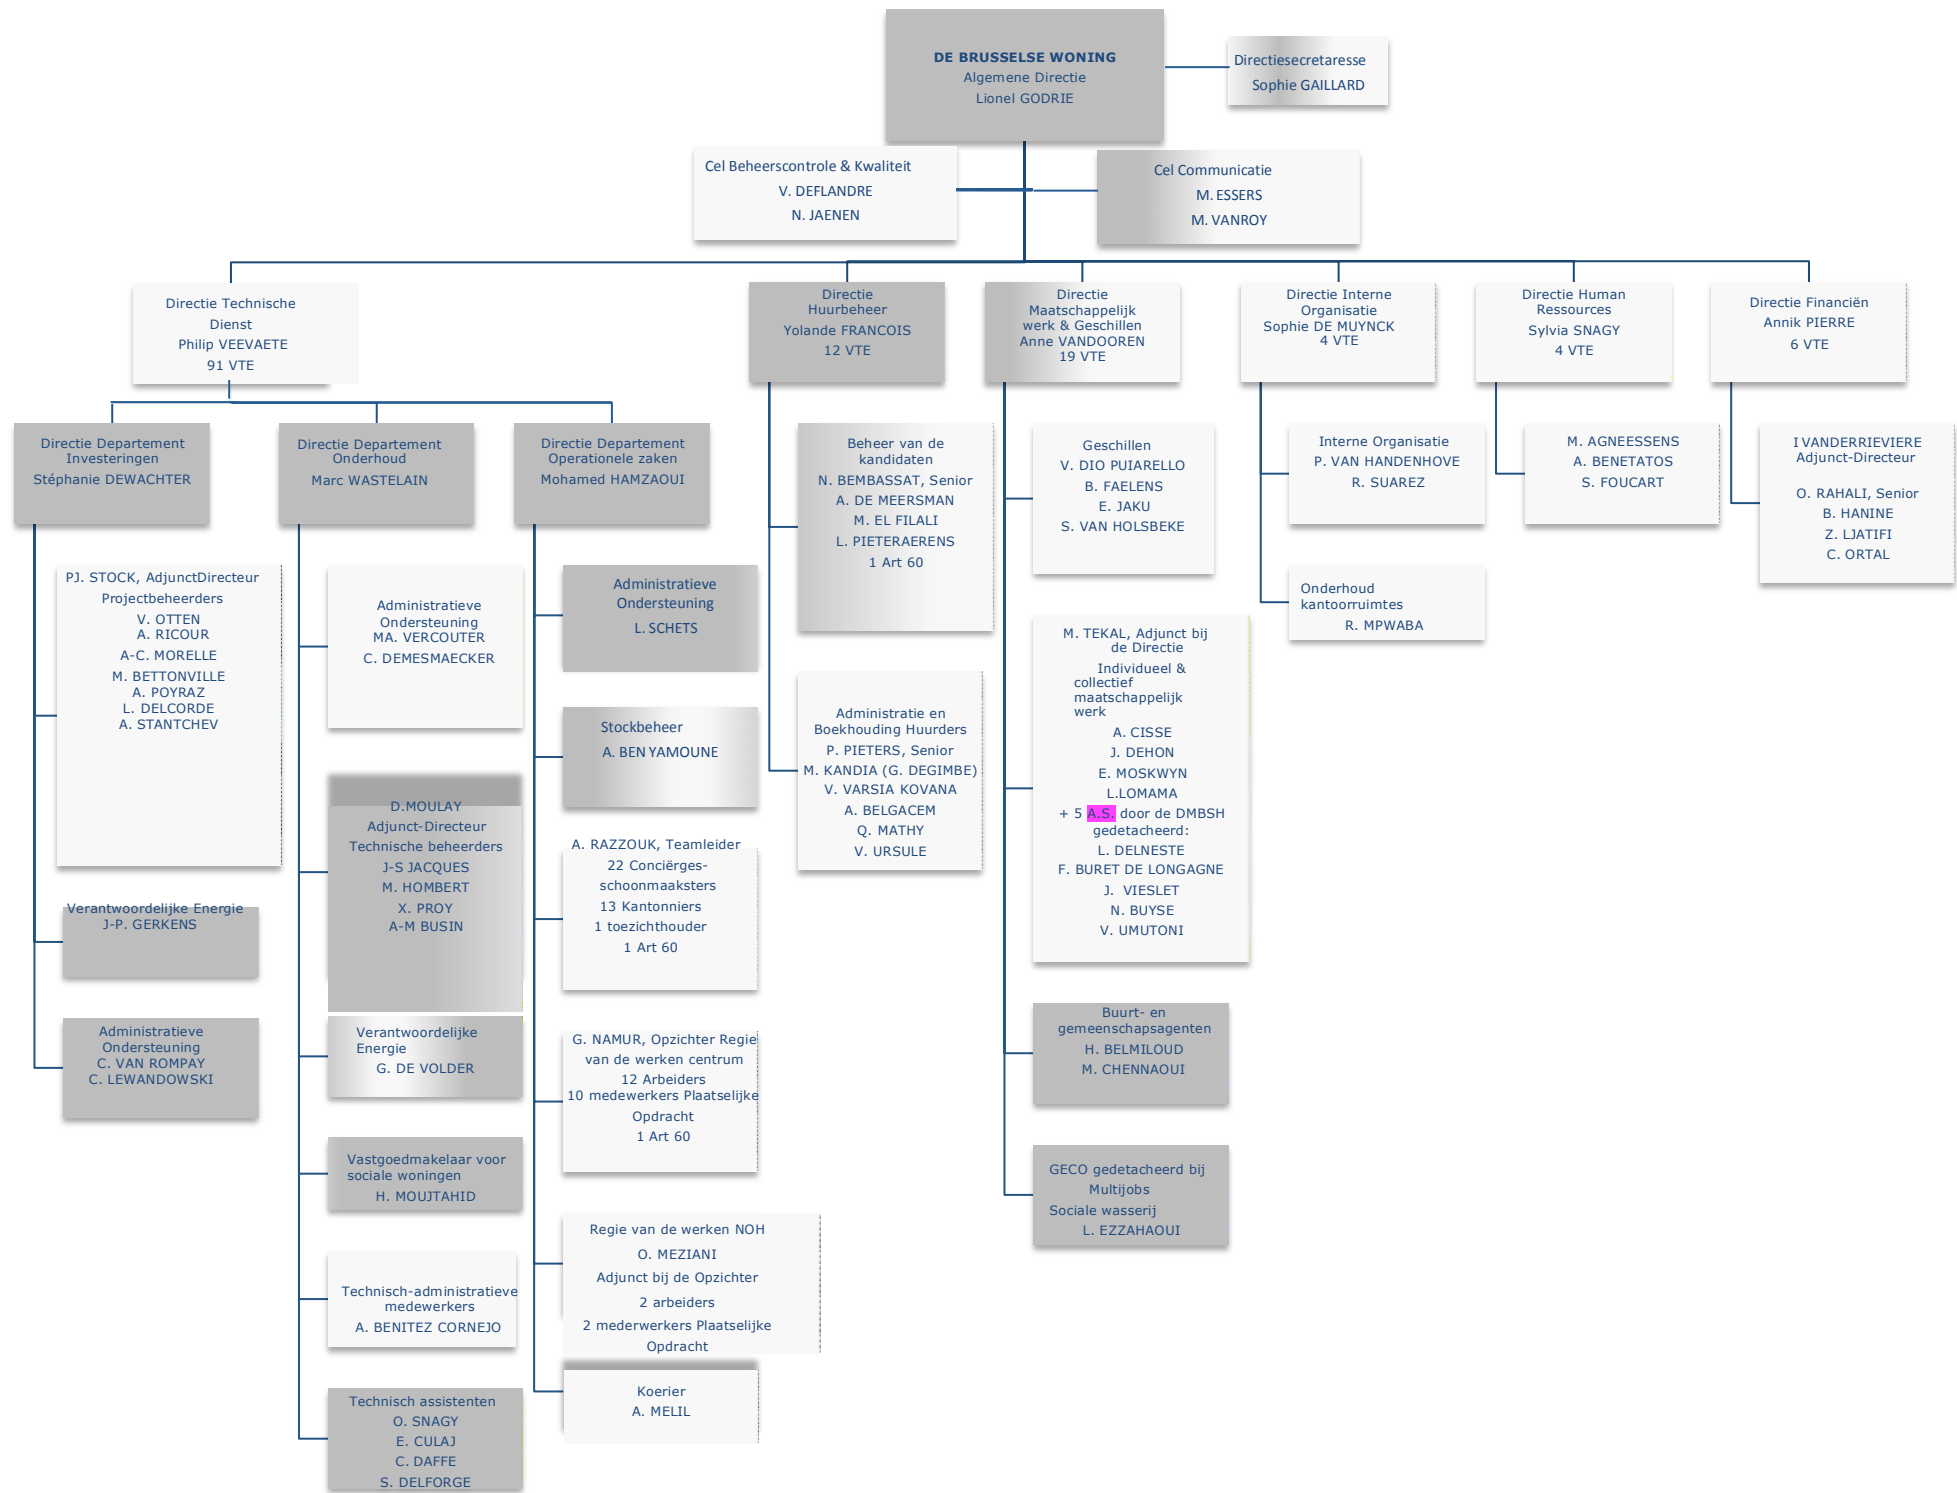 DE BRUSSELSE WONING
Algemene Directie
Lionel GODRIE
Directiesecretaresse
Sophie GAILLARD
Cel Beheerscontrole & Kwaliteit
V. DEFLANDRE
N. JAENEN
Cel Communicatie
M. ESSERS
M. VANROY
Directie Technische
Dienst
Philip VEEVAETE
91 VTE
Directie
Huurbeheer
Yolande FRANCOIS
12 VTE
Directie
Maatschappelijk
werk & Geschillen
Anne VANDOOREN
19 VTE
Directie Interne
Organisatie
Sophie DE MUYNCK
4 VTE
Directie Human
Ressources
Sylvia SNAGY
4 VTE
Directie Financiën
Annik PIERRE
6 VTE
Directie Departement
Investeringen
Stéphanie DEWACHTER
Directie Departement
Onderhoud
Marc WASTELAIN
Directie Departement
Operationele zaken
Mohamed HAMZAOUI
PJ. STOCK, AdjunctDirecteur
Projectbeheerders
V. OTTEN
A. RICOUR
A-C. MORELLE
M. BETTONVILLE
A. POYRAZ
L. DELCORDE
A. STANTCHEV
Verantwoordelijke Energie
J-P. GERKENS
Administratieve
Ondersteuning
C. VAN ROMPAY
C. LEWANDOWSKI
Administratieve
Ondersteuning
MA. VERCOUTER
C. DEMESMAECKER
D.MOULAY
Adjunct-Directeur
Technische beheerders
J-S JACQUES
M. HOMBERT
X. PROY
A-M BUSIN
Verantwoordelijke
Energie
G. DE VOLDER
Vastgoedmakelaar voor
sociale woningen
H. MOUJTAHID
Technisch-administratieve
medewerkers
A. BENITEZ CORNEJO
Technisch assistenten
O. SNAGY
E. CULAJ
C. DAFFE
S. DELFORGE
Administratieve
Ondersteuning
L. SCHETS
Stockbeheer
A. BEN YAMOUNE
A. RAZZOUK, Teamleider
22 Conciërges-
schoonmaaksters
13 Kantonniers
1 toezichthouder
1 Art 60
G. NAMUR, Opzichter Regie
van de werken centrum
12 Arbeiders
10 medewerkers Plaatselijke
Opdracht
1 Art 60
Regie van de werken NOH
O. MEZIANI
Adjunct bij de Opzichter
2 arbeiders
2 mederwerkers Plaatselijke
Opdracht
Koerier
A. MELIL
Beheer van de
kandidaten
N. BEMBASSAT, Senior
A. DE MEERSMAN
M. EL FILALI
L. PIETERAERENS
1 Art 60
Administratie en
Boekhouding Huurders
P. PIETERS, Senior
M. KANDIA (G. DEGIMBE)
V. VARSIA KOVANA
A. BELGACEM
Q. MATHY
V. URSULE
Geschillen
V. DIO PUIARELLO
B. FAELENS
E. JAKU
S. VAN HOLSBEKE
M. TEKAL, Adjunct bij
de Directie
Individueel &
collectief
maatschappelijk
werk
A. CISSE
J. DEHON
E. MOSKWYN
L.LOMAMA
+ 5 A.S. door de DMBSH
gedetacheerd:
L. DELNESTE
F. BURET DE LONGAGNE
J. VIESLET
N. BUYSE
V. UMUTONI
Buurt- en
gemeenschapsagenten
H. BELMILOUD
M. CHENNAOUI
GECO gedetacheerd bij
Multijobs
Sociale wasserij
L. EZZAHAOUI
Interne Organisatie
P. VAN HANDENHOVE
R. SUAREZ
Onderhoud
kantoorruimtes
R. MPWABA
M. AGNEESSENS
A. BENETATOS
S. FOUCART
I VANDERRIEVIERE
Adjunct-Directeur
O. RAHALI, Senior
B. HANINE
Z. LJATIFI
C. ORTAL